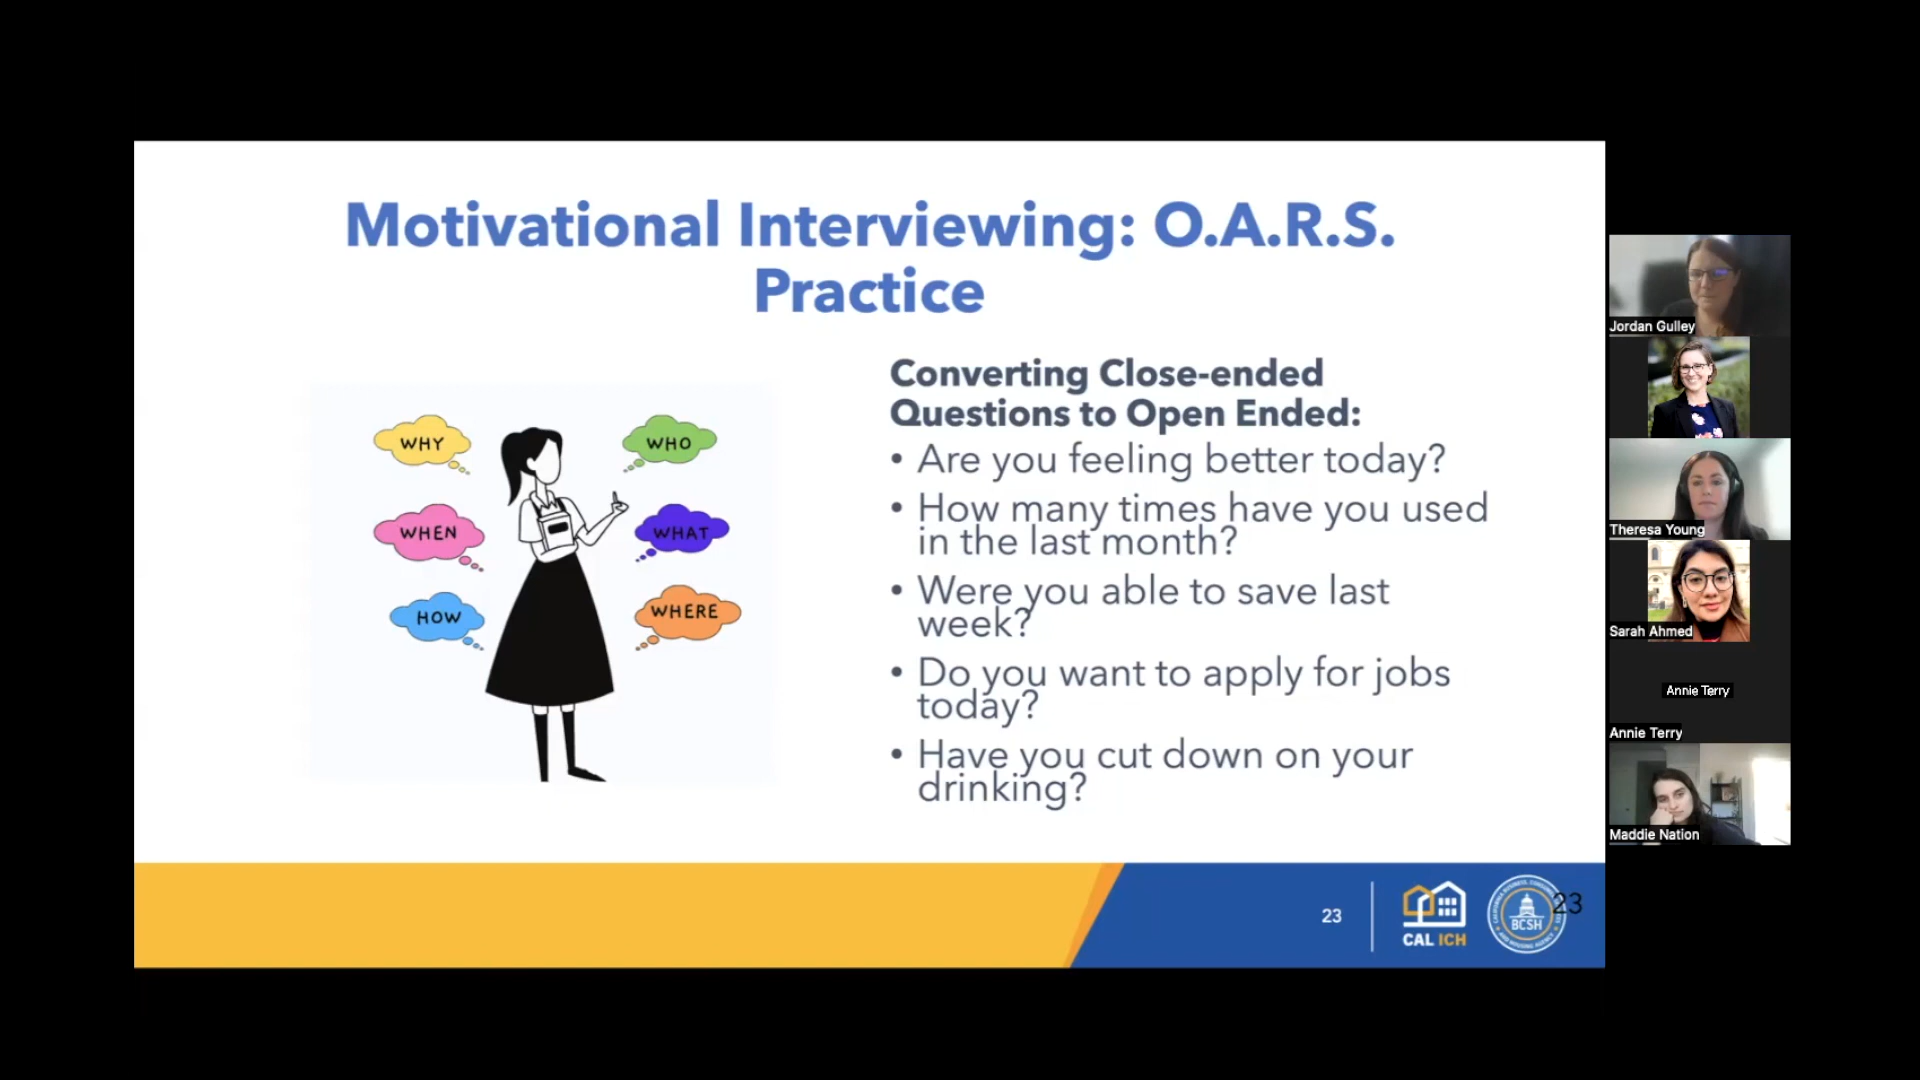 Motivational Interviewing: O.A.R.S.
Practice
WHY
WHO
WHEN
WHAT
HOW
WHERE
Converting Close-ended
Questions to Open Ended:
• Are you feeling better today?
• How many times have you used
in the last month?
• Were you able to save last
week?
• Do you want to apply for jobs
today?
• Have you cut down on your
drinking?
23
CAL ICH
BCSH
23
Jordan Gulley
Theresa Young
Sarah Ahmed
Annie Terry
Annie Terry
Maddie Nation